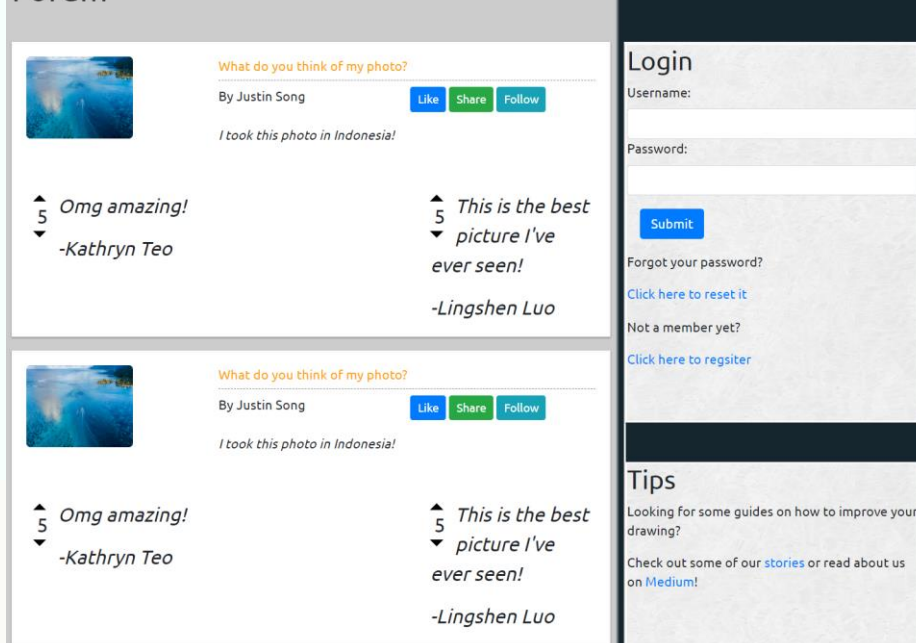 What do you think of my photo?
By Justin Song
Like Share Follow
I took this photo in Indonesia!
5
Omg amazing!
-Kathryn Teo
5
This is the best
picture I've
ever seen!
-Lingshen Luo
What do you think of my photo?
By Justin Song
Like Share Follow
I took this photo in Indonesia!
5
Omg amazing!
-Kathryn Teo
5
This is the best
picture I've
ever seen!
-Lingshen Luo
Login
Username:
Password:
Submit
Forgot your password?
Click here to reset it
Not a member yet?
Click here to regsiter
Tips
Looking for some guides on how to improve your
drawing?
Check out some of our stories or read about us
on Medium!